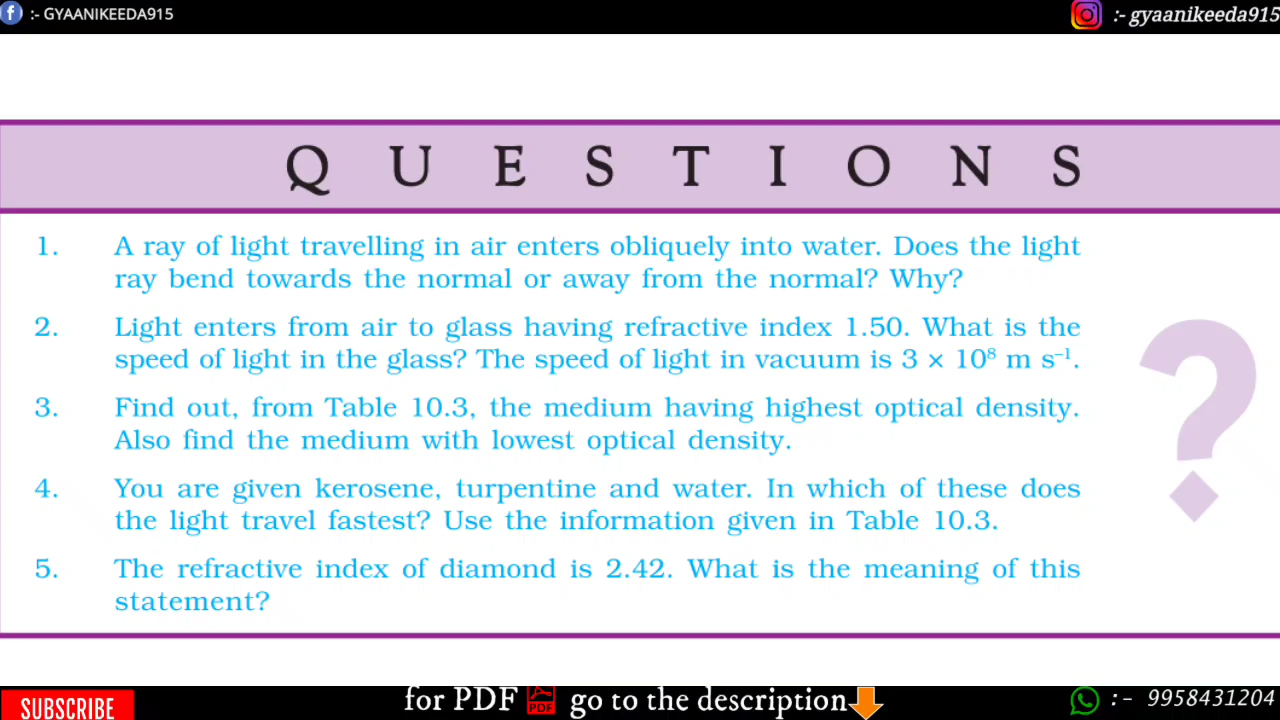 :- GYAANIKEEDA915
:- gyaanikeeda915
QUESTIONS
1. A ray of light travelling in air enters obliquely into water. Does the light
ray bend towards the normal or away from the normal? Why?
2. Light enters from air to glass having refractive index 1.50. What is the
speed of light in the glass? The speed of light in vacuum is 3 × 10⁸ m s⁻¹.
3. Find out, from Table 10.3, the medium having highest optical density.
Also find the medium with lowest optical density.
4. You are given kerosene, turpentine and water. In which of these does
the light travel fastest? Use the information given in Table 10.3.
5. The refractive index of diamond is 2.42. What is the meaning of this
statement?
?
SUBSCRIBE
for PDF PDF go to the description
:- 9958431204